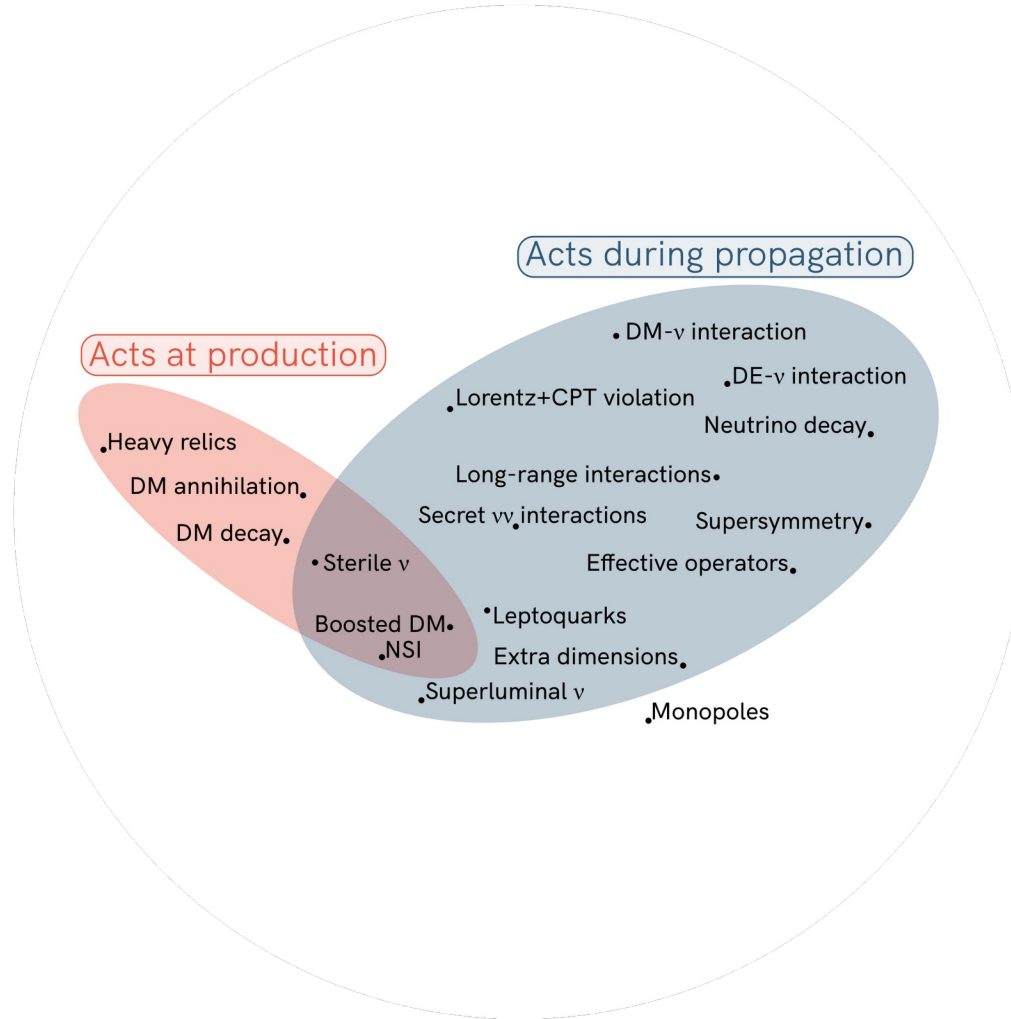 Acts during propagation
DM-ν interaction
Acts at production
DE-ν interaction
Lorentz+CPT violation
Neutrino decay
Heavy relics
Long-range interactions
DM annihilation
Secret νν interactions
Supersymmetry
DM decay
Sterile ν
Effective operators
Leptoquarks
Boosted DM
NSI
Extra dimensions
Superluminal ν
Monopoles